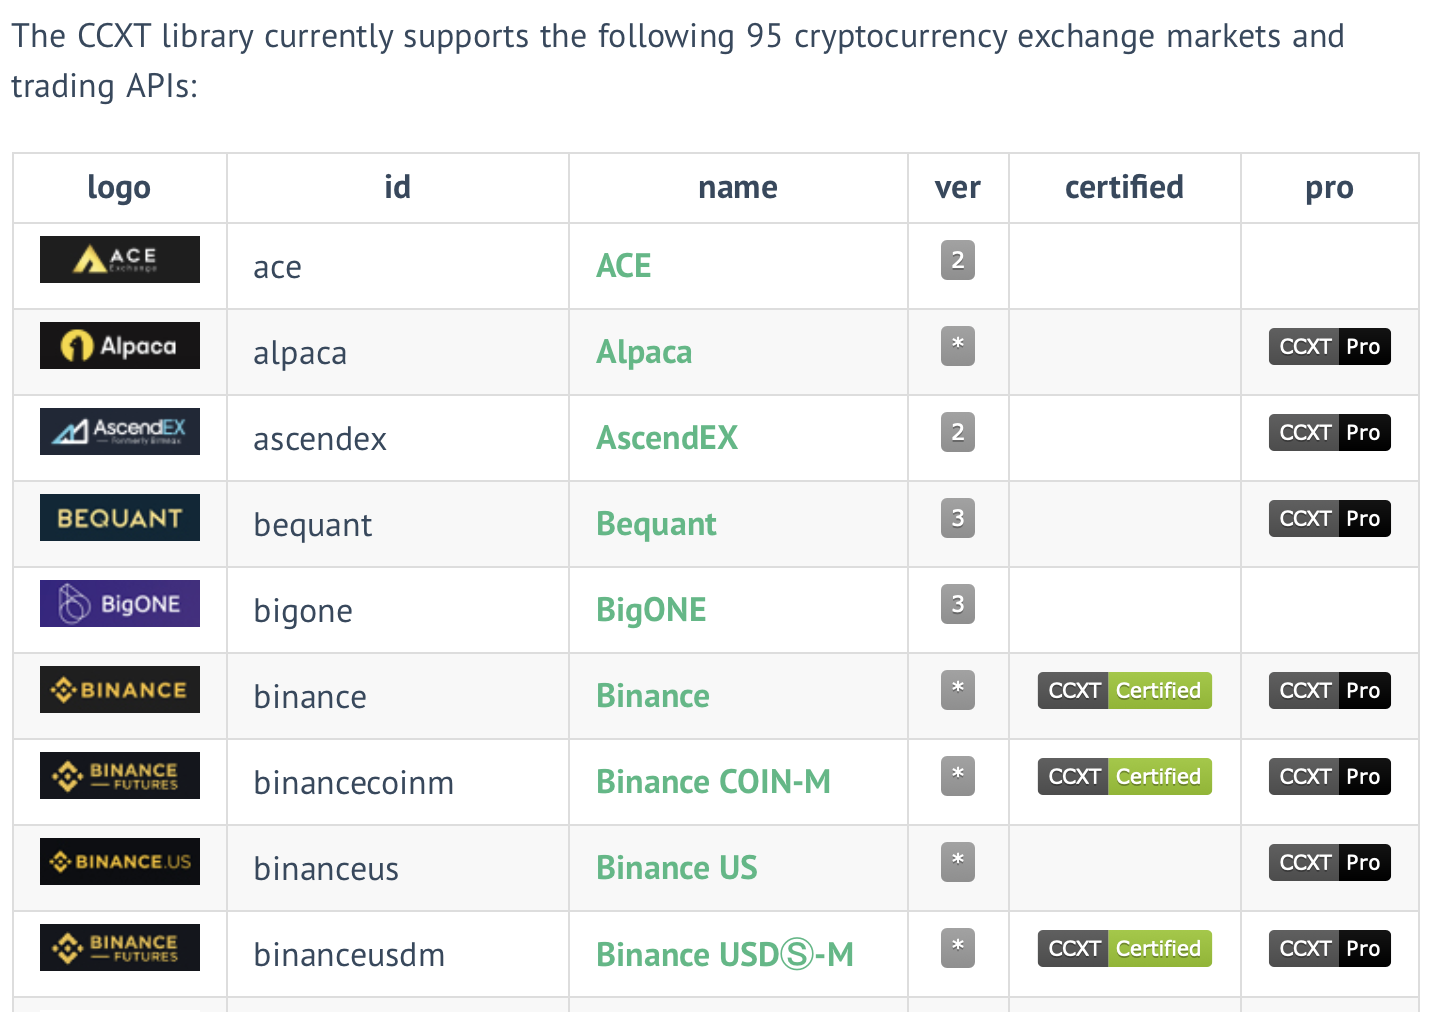 The CCXT library currently supports the following 95 cryptocurrency exchange markets and
trading APIs:
logo id name ver certified pro
ACE Exchange ace ACE 2
Alpaca alpaca Alpaca * CCXT Pro
AscendEX — Formerly Bitmax ascendex AscendEX 2 CCXT Pro
BEQUANT bequant Bequant 3 CCXT Pro
BigONE bigone BigONE 3
BINANCE binance Binance * CCXT Certified CCXT Pro
BINANCE — FUTURES binancecoinm Binance COIN-M * CCXT Certified CCXT Pro
BINANCE.US binanceus Binance US * CCXT Pro
BINANCE — FUTURES binanceusdm Binance USDⓈ-M * CCXT Certified CCXT Pro